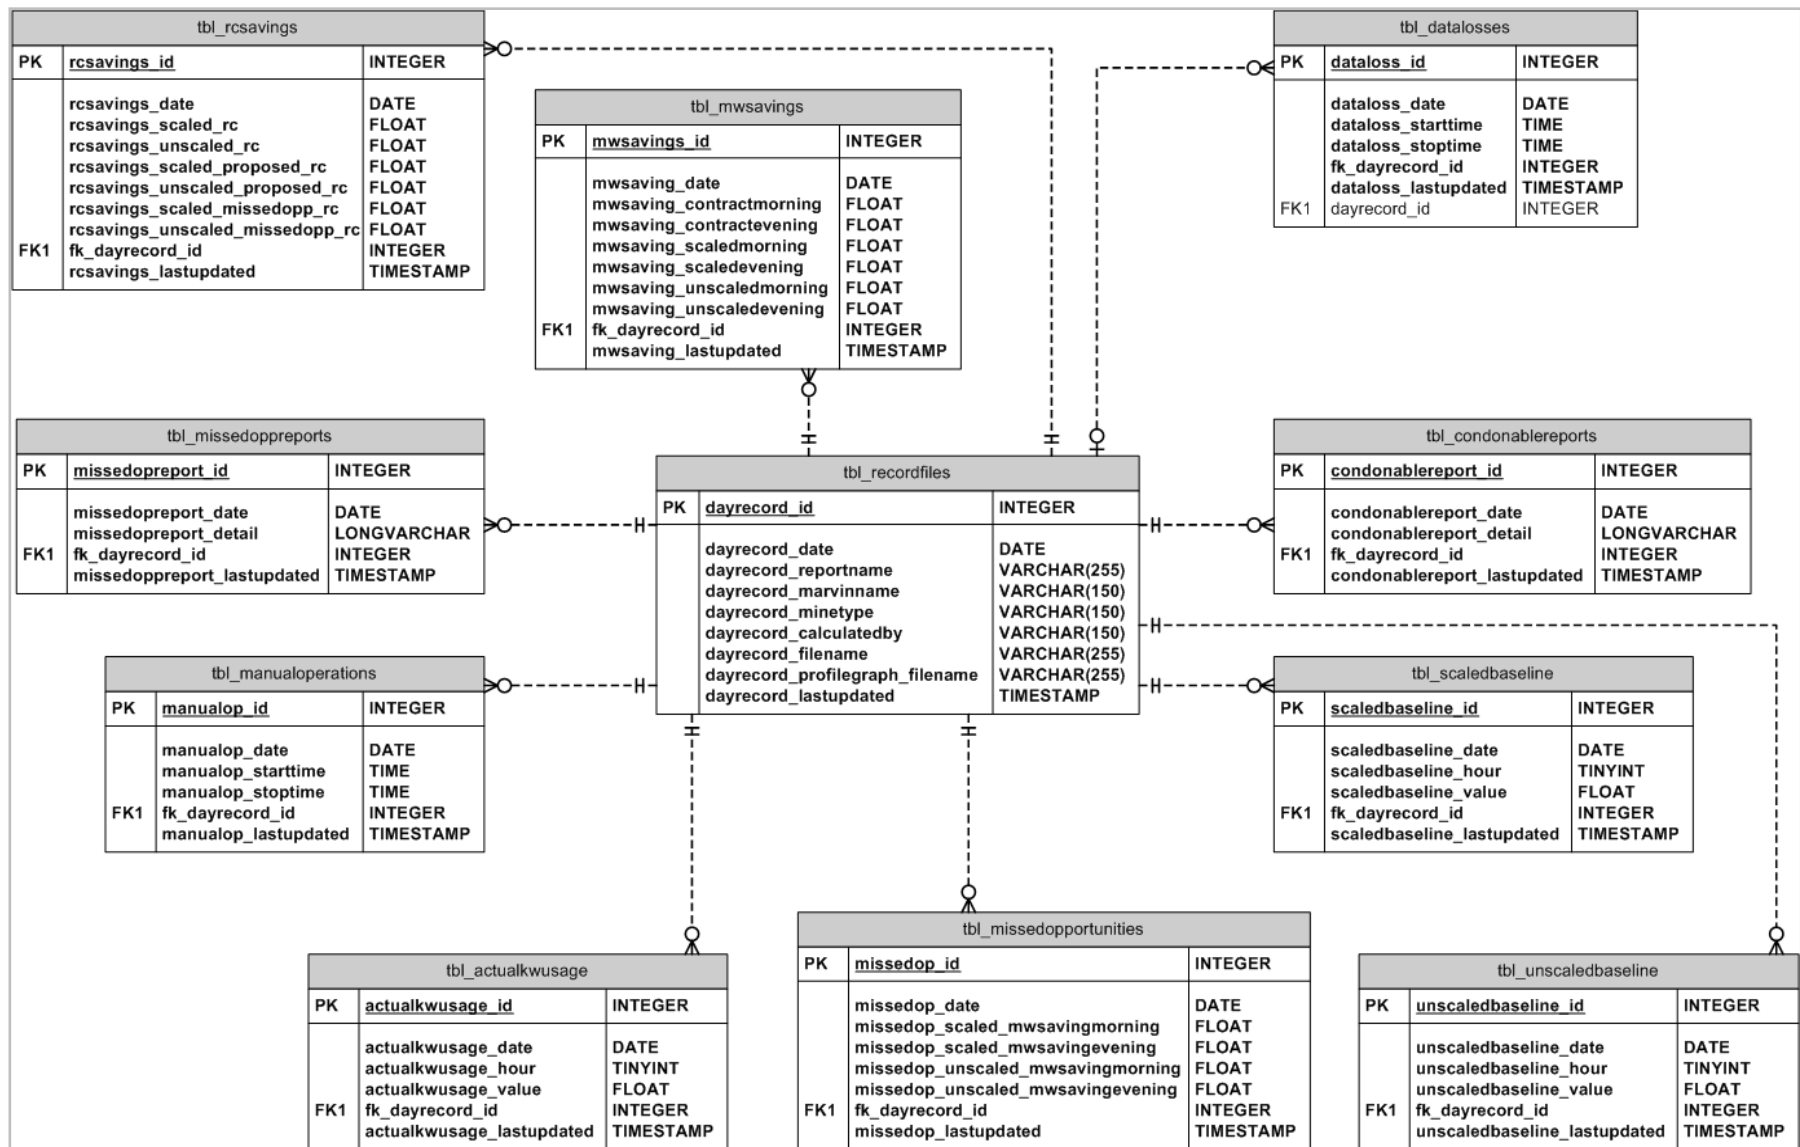 tbl_rcsavings
PK rcsavings_id INTEGER
rcsavings_date DATE
rcsavings_scaled_rc FLOAT
rcsavings_unscaled_rc FLOAT
rcsavings_scaled_proposed_rc FLOAT
rcsavings_unscaled_proposed_rc FLOAT
rcsavings_scaled_missedopp_rc FLOAT
rcsavings_unscaled_missedopp_rc FLOAT
FK1 fk_dayrecord_id INTEGER
rcsavings_lastupdated TIMESTAMP
tbl_mwsavings
PK mwsavings_id INTEGER
mwsaving_date DATE
mwsaving_contractmorning FLOAT
mwsaving_contractevening FLOAT
mwsaving_scaledmorning FLOAT
mwsaving_scaledevening FLOAT
mwsaving_unscaledmorning FLOAT
mwsaving_unscaledevening FLOAT
FK1 fk_dayrecord_id INTEGER
mwsaving_lastupdated TIMESTAMP
tbl_datalosses
PK dataloss_id INTEGER
dataloss_date DATE
dataloss_starttime TIME
dataloss_stoptime TIME
fk_dayrecord_id INTEGER
dataloss_lastupdated TIMESTAMP
FK1 dayrecord_id INTEGER
tbl_missedoppreports
PK missedopreport_id INTEGER
missedopreport_date DATE
missedopreport_detail LONGVARCHAR
FK1 fk_dayrecord_id INTEGER
missedoppreport_lastupdated TIMESTAMP
tbl_recordfiles
PK dayrecord_id INTEGER
dayrecord_date DATE
dayrecord_reportname VARCHAR(255)
dayrecord_marvinname VARCHAR(150)
dayrecord_minetype VARCHAR(150)
dayrecord_calculatedby VARCHAR(150)
dayrecord_filename VARCHAR(255)
dayrecord_profilegraph_filename VARCHAR(255)
dayrecord_lastupdated TIMESTAMP
tbl_condonablereports
PK condonablereport_id INTEGER
condonablereport_date DATE
condonablereport_detail LONGVARCHAR
FK1 fk_dayrecord_id INTEGER
condonablereport_lastupdated TIMESTAMP
tbl_manualoperations
PK manualop_id INTEGER
manualop_date DATE
manualop_starttime TIME
manualop_stoptime TIME
FK1 fk_dayrecord_id INTEGER
manualop_lastupdated TIMESTAMP
tbl_scaledbaseline
PK scaledbaseline_id INTEGER
scaledbaseline_date DATE
scaledbaseline_hour TINYINT
scaledbaseline_value FLOAT
FK1 fk_dayrecord_id INTEGER
scaledbaseline_lastupdated TIMESTAMP
tbl_actualkwusage
PK actualkwusage_id INTEGER
actualkwusage_date DATE
actualkwusage_hour TINYINT
actualkwusage_value FLOAT
FK1 fk_dayrecord_id INTEGER
actualkwusage_lastupdated TIMESTAMP
tbl_missedopportunities
PK missedop_id INTEGER
missedop_date DATE
missedop_scaled_mwsavingmorning FLOAT
missedop_scaled_mwsavingevening FLOAT
missedop_unscaled_mwsavingmorning FLOAT
missedop_unscaled_mwsavingevening FLOAT
FK1 fk_dayrecord_id INTEGER
missedop_lastupdated TIMESTAMP
tbl_unscaledbaseline
PK unscaledbaseline_id INTEGER
unscaledbaseline_date DATE
unscaledbaseline_hour TINYINT
unscaledbaseline_value FLOAT
FK1 fk_dayrecord_id INTEGER
unscaledbaseline_lastupdated TIMESTAMP